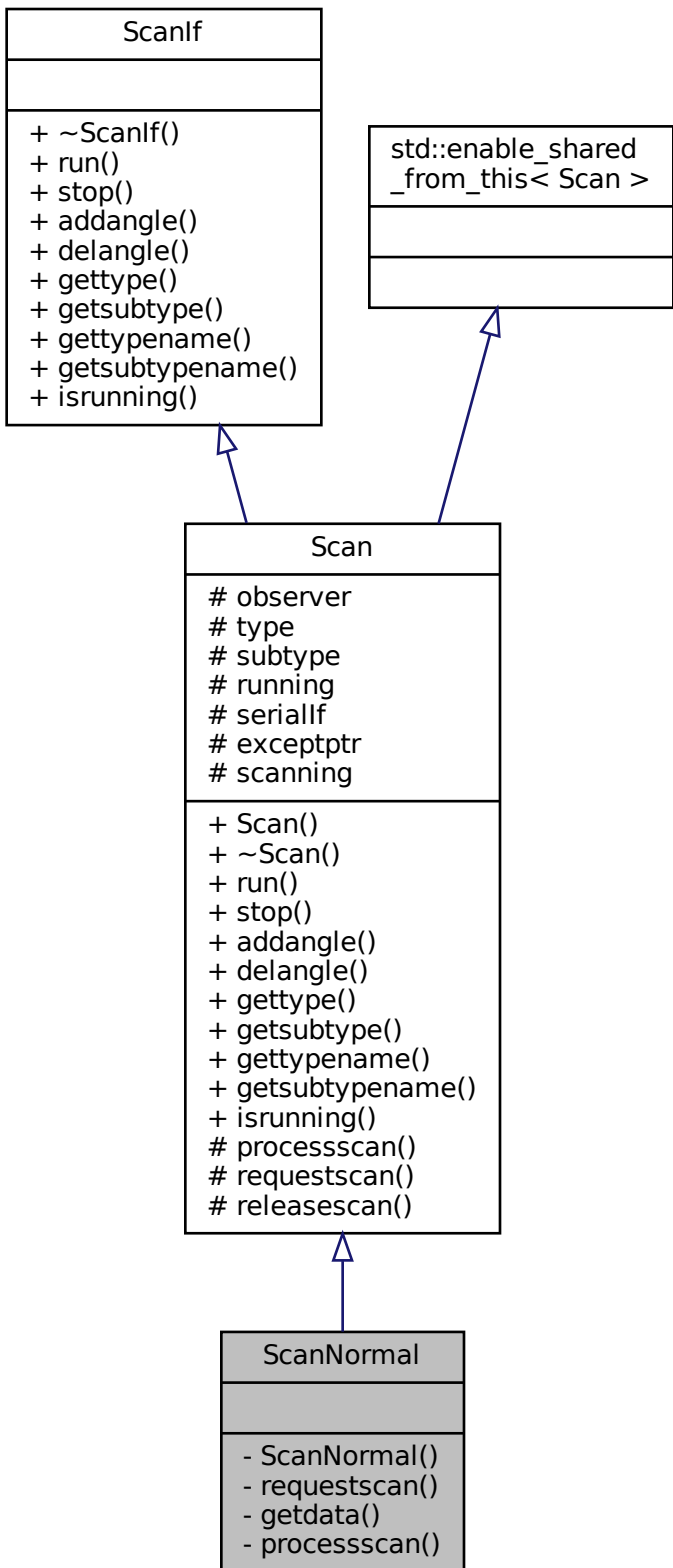 ScanIf
+ ~ScanIf()
+ run()
+ stop()
+ addangle()
+ delangle()
+ gettype()
+ getsubtype()
+ gettypename()
+ getsubtypename()
+ isrunning()
std::enable_shared
_from_this< Scan >
Scan
# observer
# type
# subtype
# running
# serialIf
# exceptptr
# scanning
+ Scan()
+ ~Scan()
+ run()
+ stop()
+ addangle()
+ delangle()
+ gettype()
+ getsubtype()
+ gettypename()
+ getsubtypename()
+ isrunning()
# processscan()
# requestscan()
# releasescan()
ScanNormal
- ScanNormal()
- requestscan()
- getdata()
- processscan()